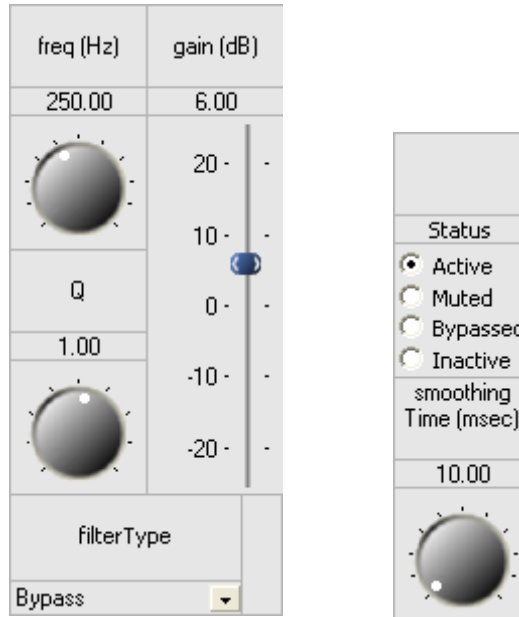 freq (Hz) gain (dB)
250.00 6.00
20 -
10 -
Q
0 -
1.00
-10 -
-20 -
filterType
Bypass
Status
Active
Muted
Bypassed
Inactive
smoothing
Time (msec)
10.00